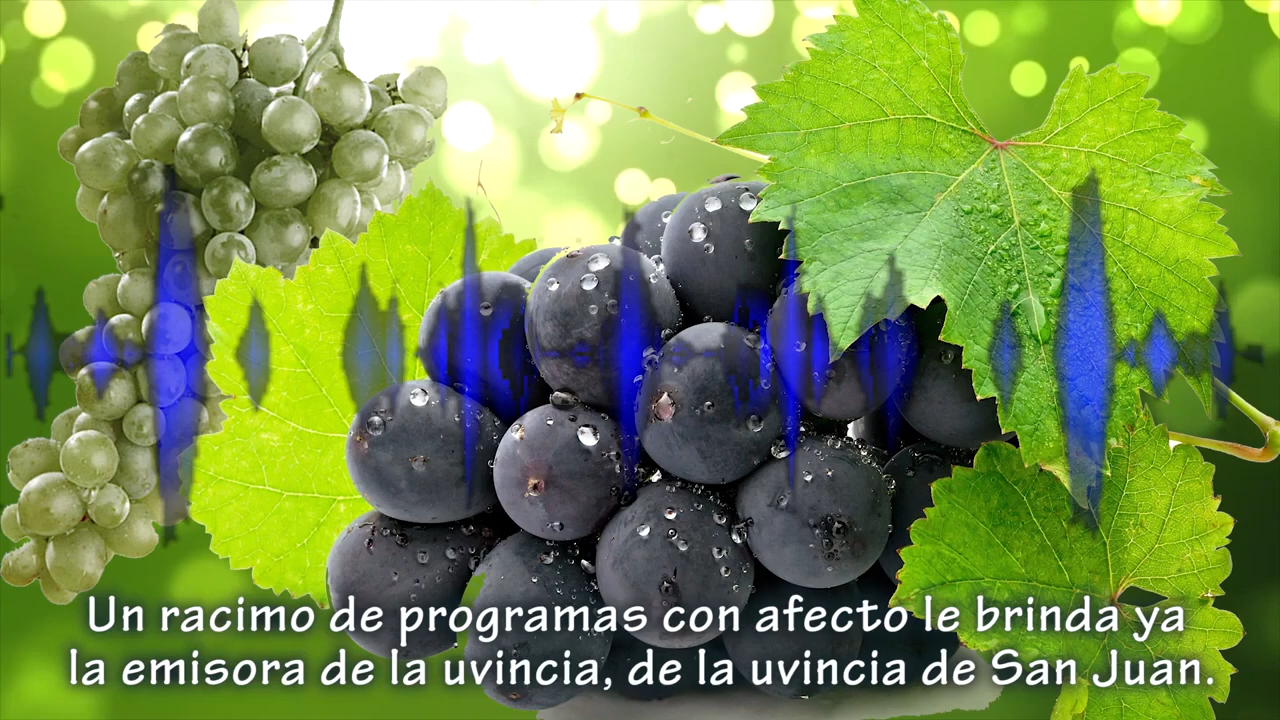 Un racimo de programas con afecto le brinda ya
la emisora de la uvincia, de la uvincia de San Juan.